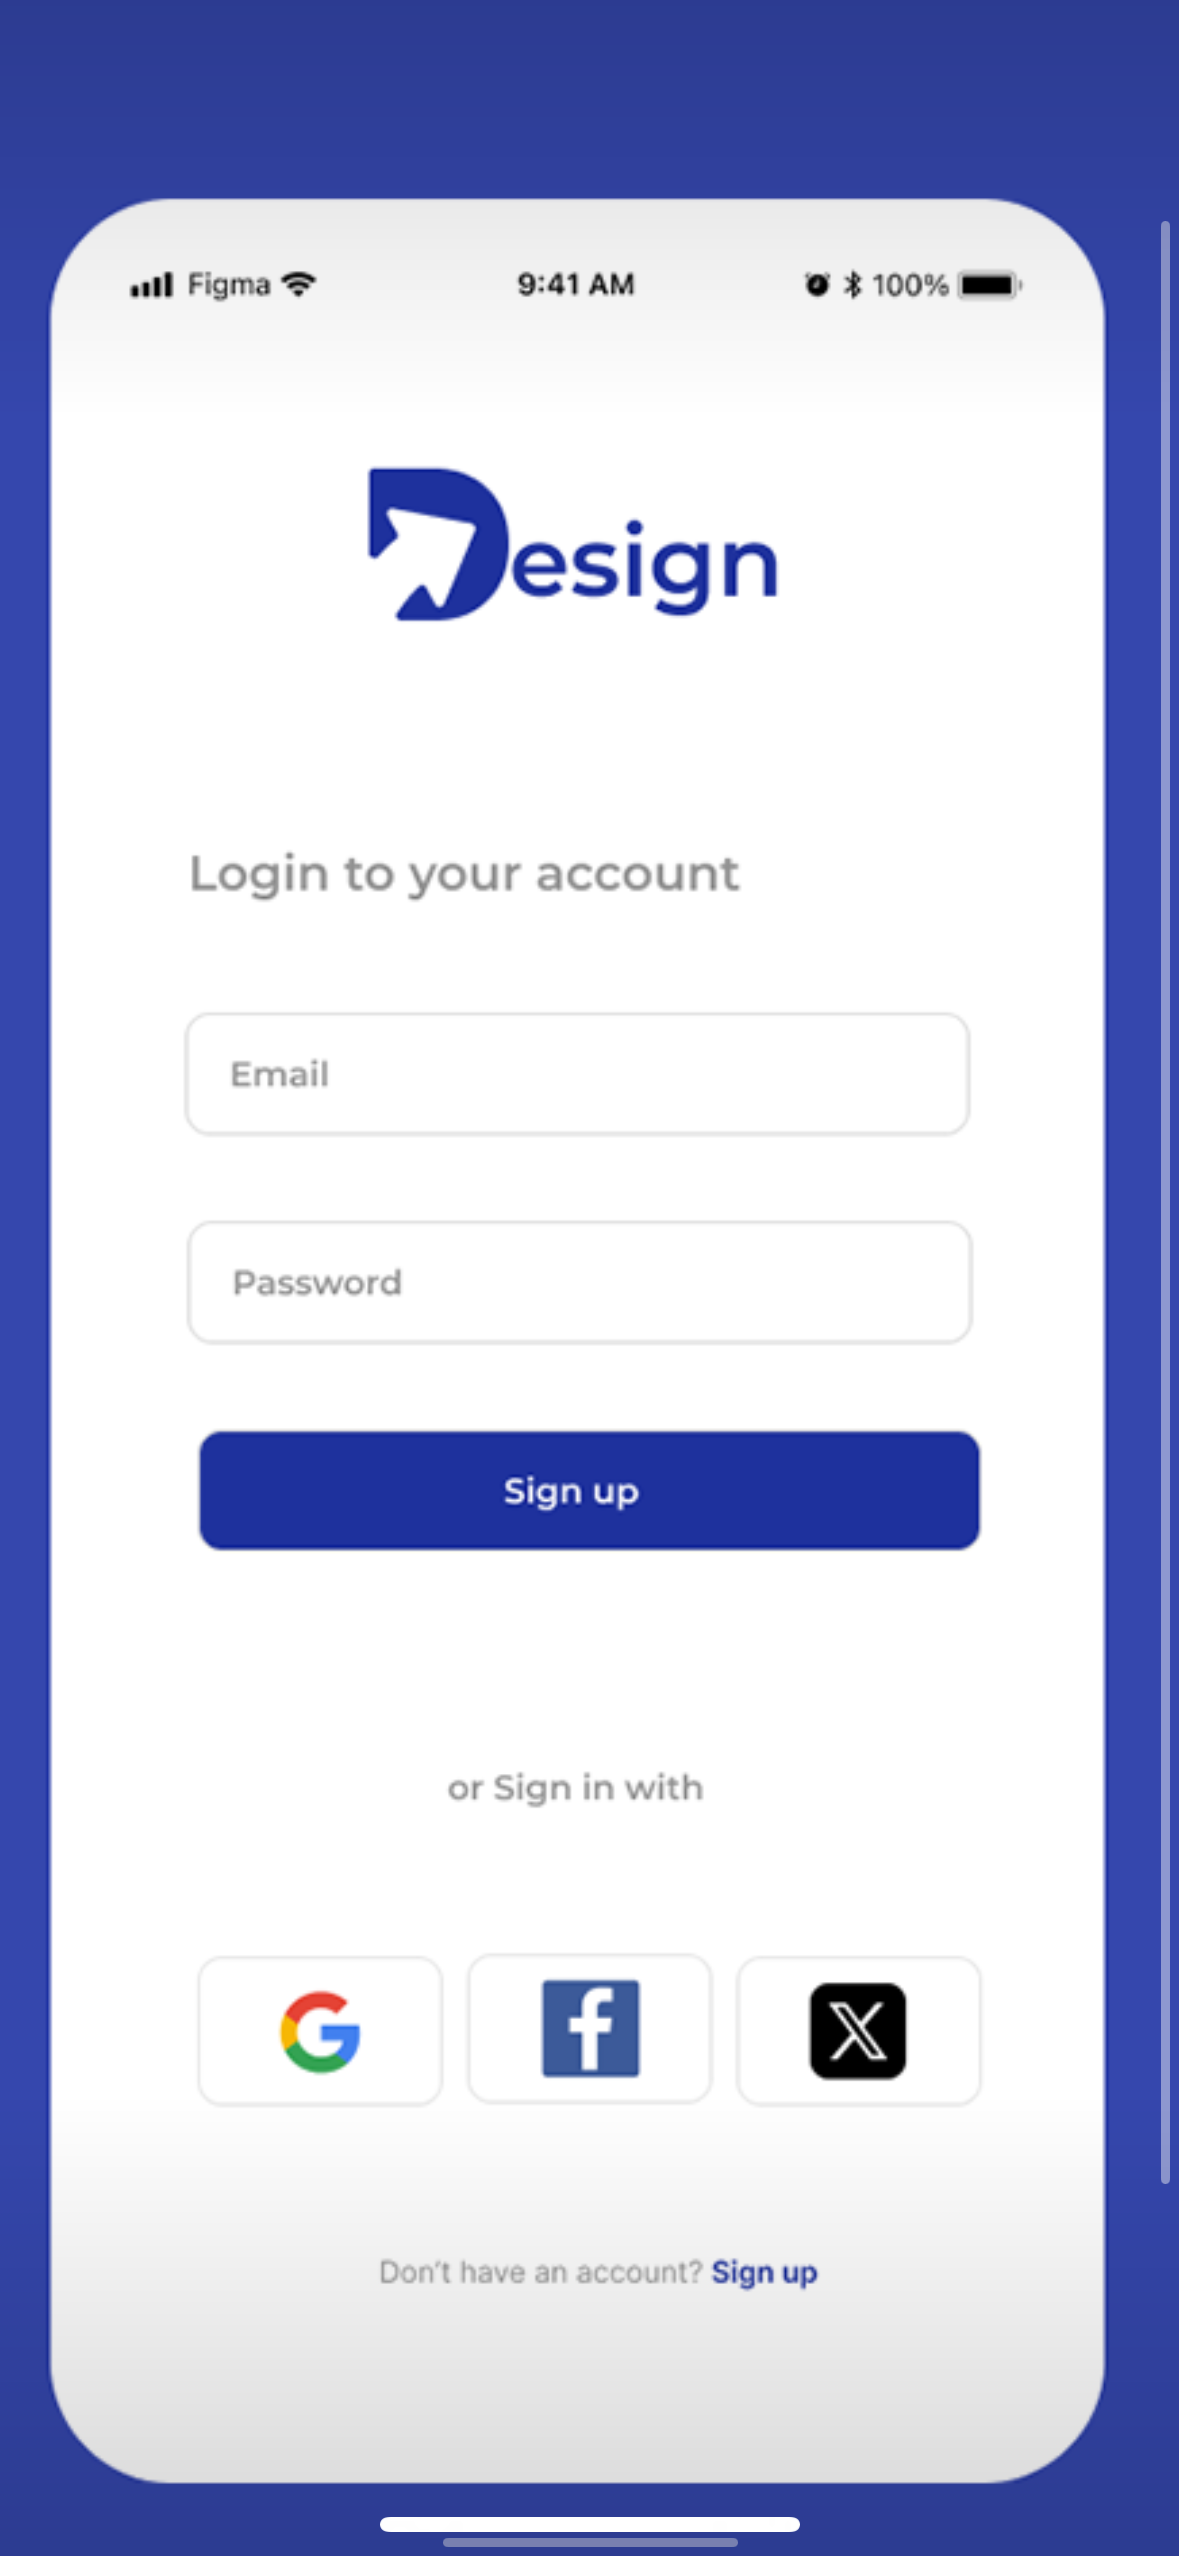 Figma 9:41 AM 100%
Design
Login to your account
Email
Password
Sign up
or Sign in with
Don't have an account? Sign up